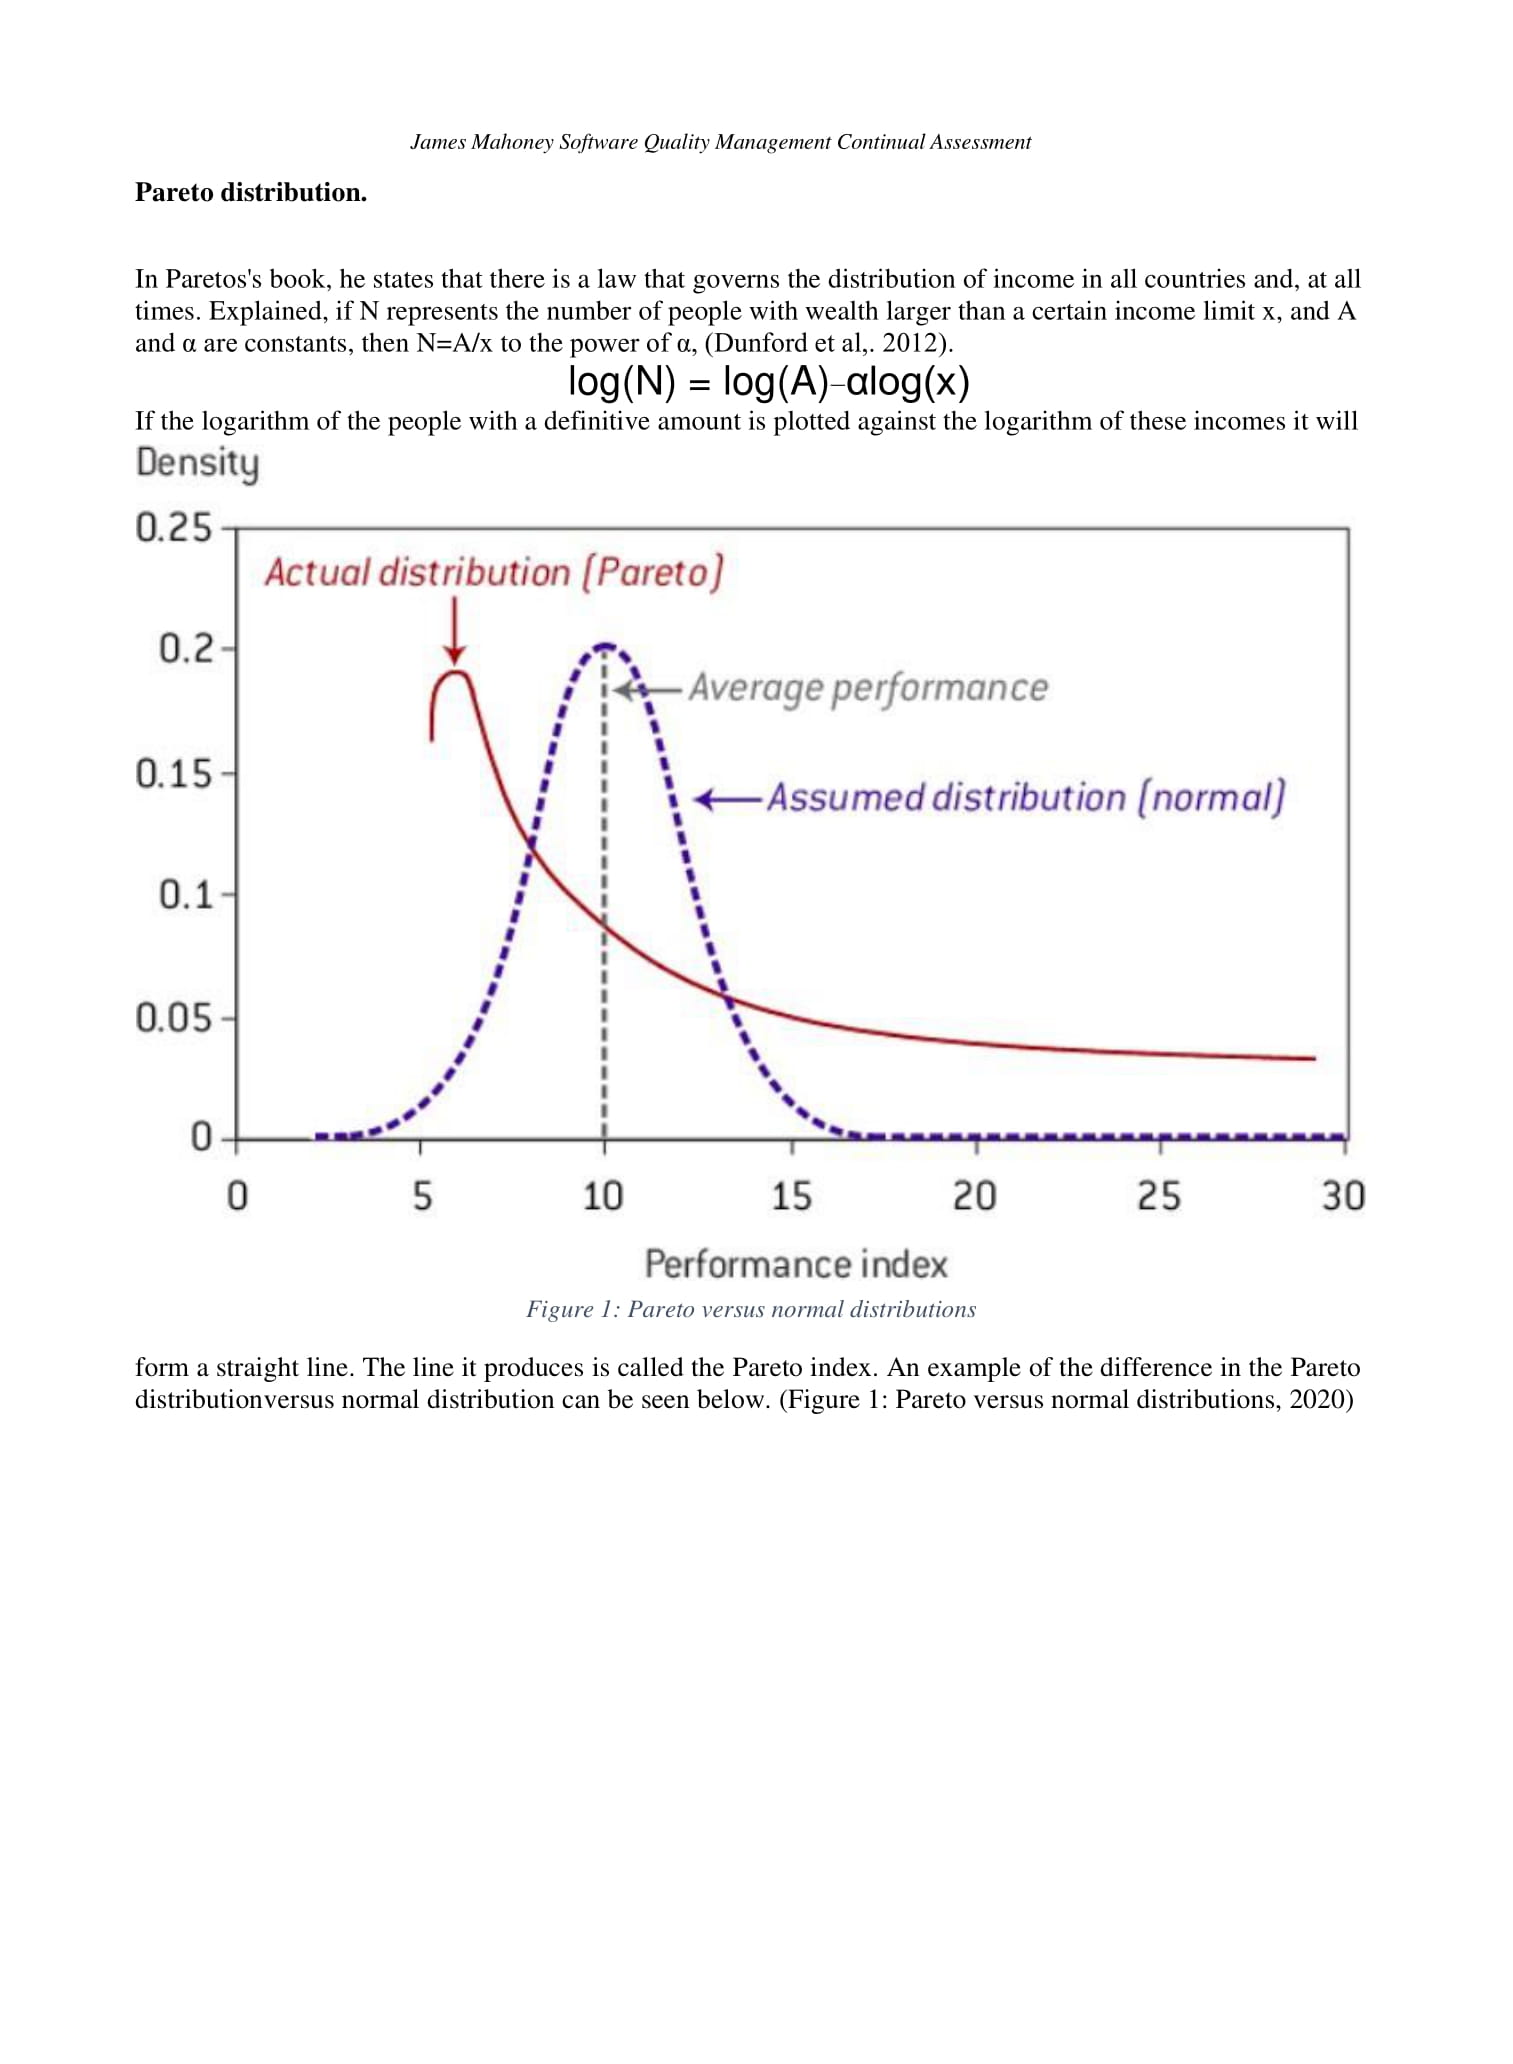 James Mahoney Software Quality Management Continual Assessment
Pareto distribution.
In Paretos's book, he states that there is a law that governs the distribution of income in all countries and, at all
times. Explained, if N represents the number of people with wealth larger than a certain income limit x, and A
and α are constants, then N=A/x to the power of α, (Dunford et al,. 2012).
log(N) = log(A)–αlog(x)
If the logarithm of the people with a definitive amount is plotted against the logarithm of these incomes it will
Density
0.25
Actual distribution (Pareto)
0.2
Average performance
0.15
Assumed distribution (normal)
0.1
0.05
0
0 5 10 15 20 25 30
Performance index
Figure 1: Pareto versus normal distributions
form a straight line. The line it produces is called the Pareto index. An example of the difference in the Pareto
distributionversus normal distribution can be seen below. (Figure 1: Pareto versus normal distributions, 2020)